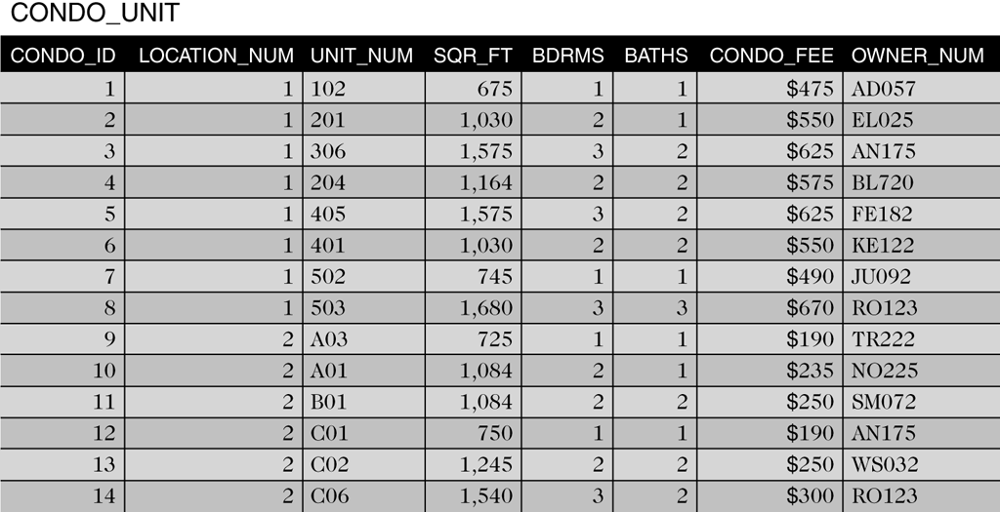 CONDO_UNIT
CONDO_ID LOCATION_NUM UNIT_NUM SQR_FT BDRMS BATHS CONDO_FEE OWNER_NUM
1 1 102 675 1 1 $475 AD057
2 1 201 1,030 2 1 $550 EL025
3 1 306 1,575 3 2 $625 AN175
4 1 204 1,164 2 2 $575 BL720
5 1 405 1,575 3 2 $625 FE182
6 1 401 1,030 2 2 $550 KE122
7 1 502 745 1 1 $490 JU092
8 1 503 1,680 3 3 $670 RO123
9 2 A03 725 1 1 $190 TR222
10 2 A01 1,084 2 1 $235 NO225
11 2 B01 1,084 2 2 $250 SM072
12 2 C01 750 1 1 $190 AN175
13 2 C02 1,245 2 2 $250 WS032
14 2 C06 1,540 3 2 $300 RO123